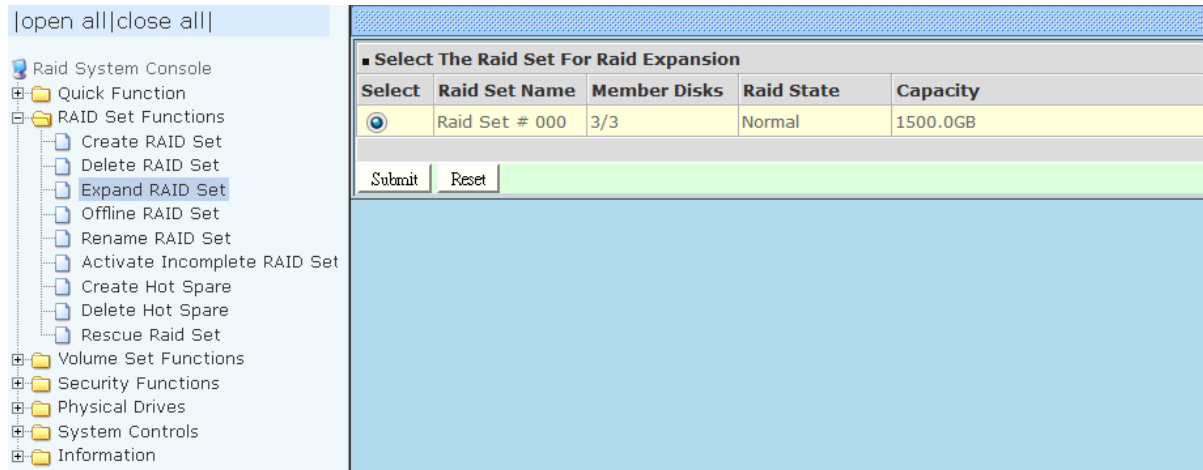 |open all|close all|
Raid System Console
Quick Function
RAID Set Functions
Create RAID Set
Delete RAID Set
Expand RAID Set
Offline RAID Set
Rename RAID Set
Activate Incomplete RAID Set
Create Hot Spare
Delete Hot Spare
Rescue Raid Set
Volume Set Functions
Security Functions
Physical Drives
System Controls
Information
Select The Raid Set For Raid Expansion
Select Raid Set Name Member Disks Raid State Capacity
Raid Set # 000 3/3 Normal 1500.0GB
Submit Reset